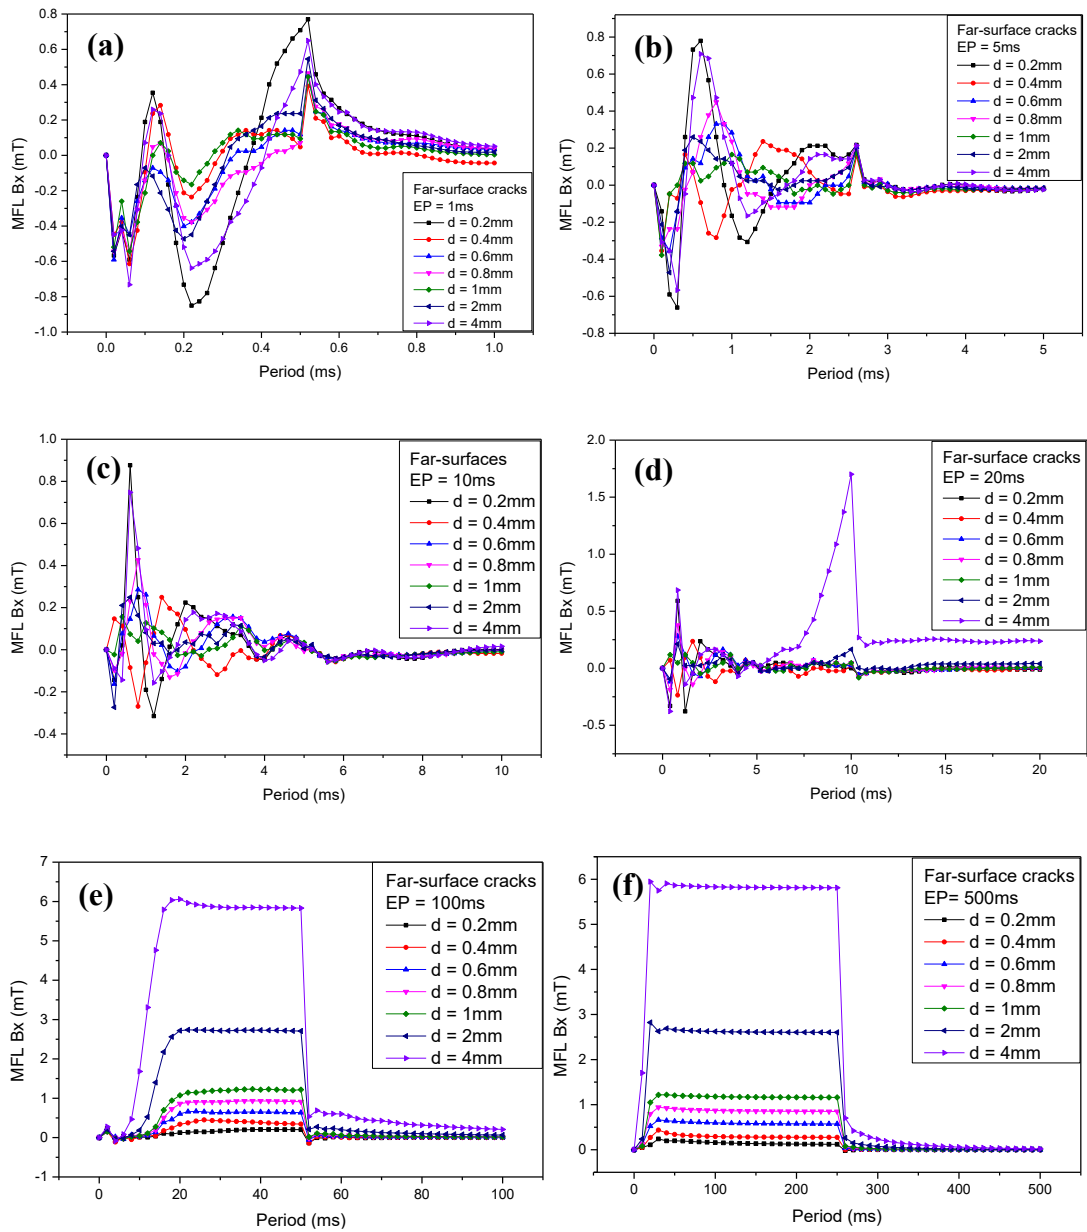 (a)
MFL Bx (mT)
0.8
0.6
0.4
0.2
0.0
-0.2
-0.4
-0.6
-0.8
-1.0
Far-surface cracks
EP = 1ms
d = 0.2mm
d = 0.4mm
d = 0.6mm
d = 0.8mm
d = 1mm
d = 2mm
d = 4mm
0.0 0.2 0.4 0.6 0.8 1.0
Period (ms)
(b)
MFL Bx (mT)
0.8
0.6
0.4
0.2
0.0
-0.2
-0.4
-0.6
-0.8
Far-surface cracks
EP = 5ms
d = 0.2mm
d = 0.4mm
d = 0.6mm
d = 0.8mm
d = 1mm
d = 2mm
d = 4mm
0 1 2 3 4 5
Period (ms)
(c)
MFL Bx (mT)
1.0
0.8
0.6
0.4
0.2
0.0
-0.2
-0.4
Far-surfaces
EP = 10ms
d = 0.2mm
d = 0.4mm
d = 0.6mm
d = 0.8mm
d = 1mm
d = 2mm
d = 4mm
0 2 4 6 8 10
Period (ms)
(d)
MFL Bx (mT)
2.0
1.5
1.0
0.5
0.0
-0.5
Far-surface cracks
EP = 20ms
d = 0.2mm
d = 0.4mm
d = 0.6mm
d = 0.8mm
d = 1mm
d = 2mm
d = 4mm
0 5 10 15 20
Period (ms)
(e)
MFL Bx (mT)
7
6
5
4
3
2
1
0
-1
Far-surface cracks
EP = 100ms
d = 0.2mm
d = 0.4mm
d = 0.6mm
d = 0.8mm
d = 1mm
d = 2mm
d = 4mm
0 20 40 60 80 100
Period (ms)
(f)
MFL Bx (mT)
6
5
4
3
2
1
0
Far-surface cracks
EP= 500ms
d = 0.2mm
d = 0.4mm
d = 0.6mm
d = 0.8mm
d = 1mm
d = 2mm
d = 4mm
0 100 200 300 400 500
Period (ms)